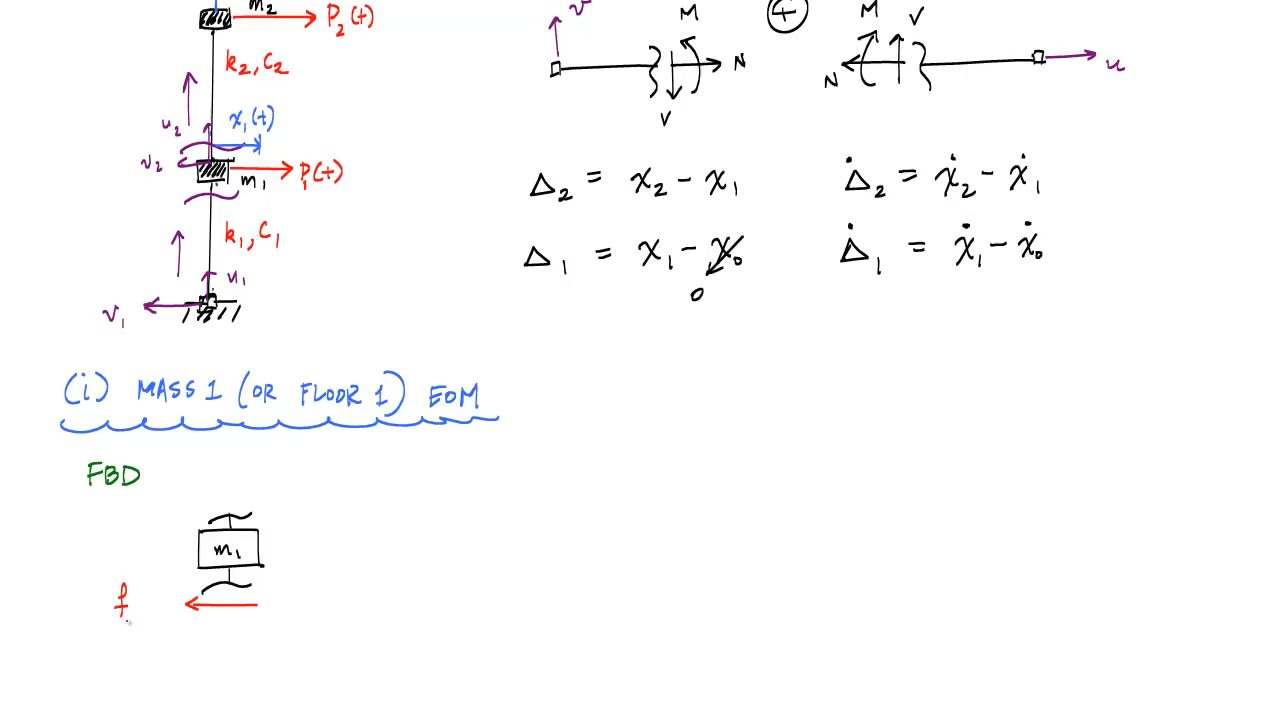 m₂
P₂(t)
k₂, c₂
u₂
x₁(t)
v₂
m₁
P₁(t)
k₁, c₁
u₁
v₁
v
M
N
V
+
M
V
N
u
Δ₂ = x₂ − x₁
Δ̇₂ = ẋ₂ − ẋ₁
Δ₁ = x₁ − x₀
0
Δ̇₁ = ẋ₁ − ẋ₀
(i) MASS 1 (OR FLOOR 1) EOM
FBD
m₁
f